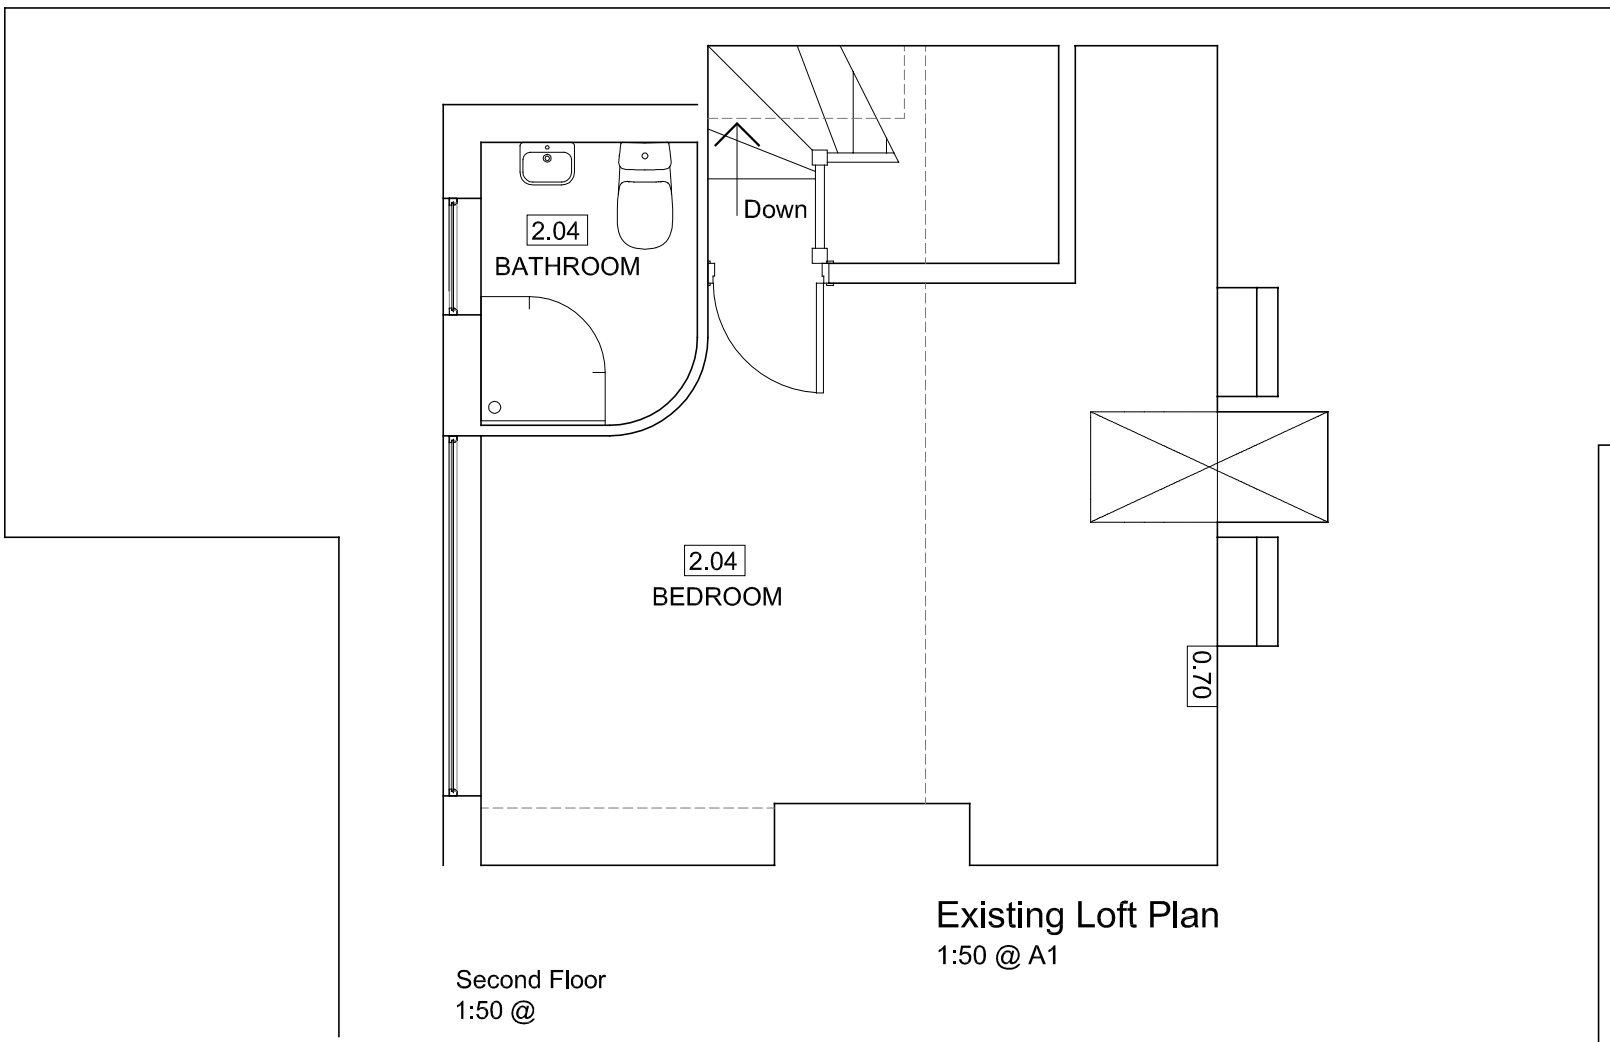 Down
2.04
BATHROOM
2.04
BEDROOM
0.70
Existing Loft Plan
1:50 @ A1
Second Floor
1:50 @